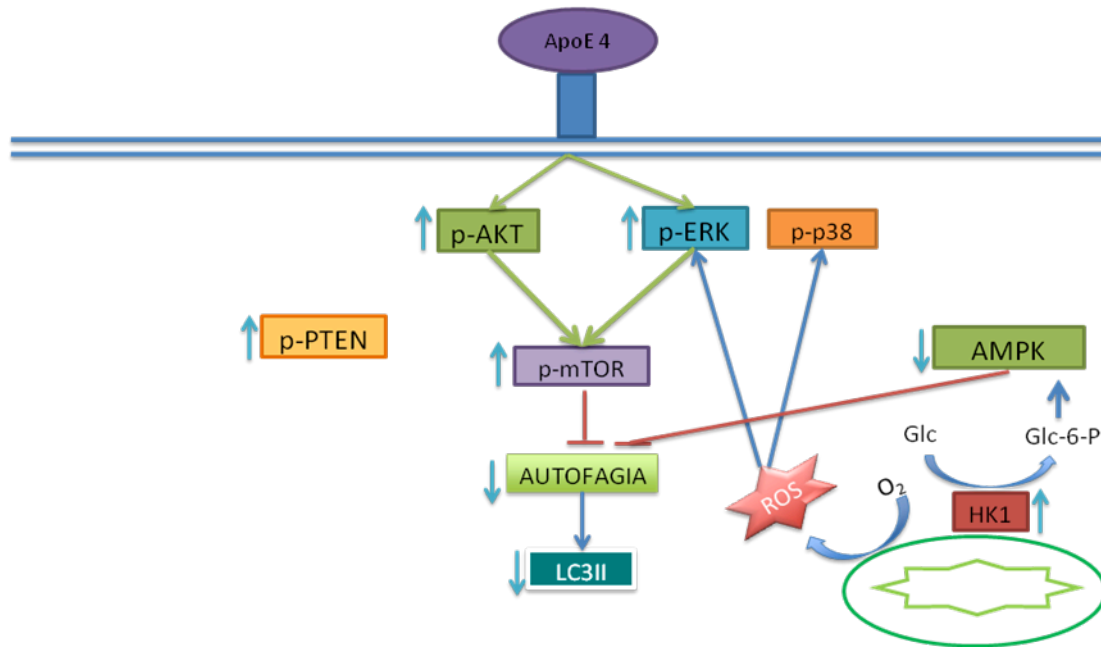 ApoE 4
p-AKT
p-ERK
p-p38
p-PTEN
p-mTOR
AMPK
Glc
Glc-6-P
AUTOFAGIA
ROS
O₂
HK1
LC3II